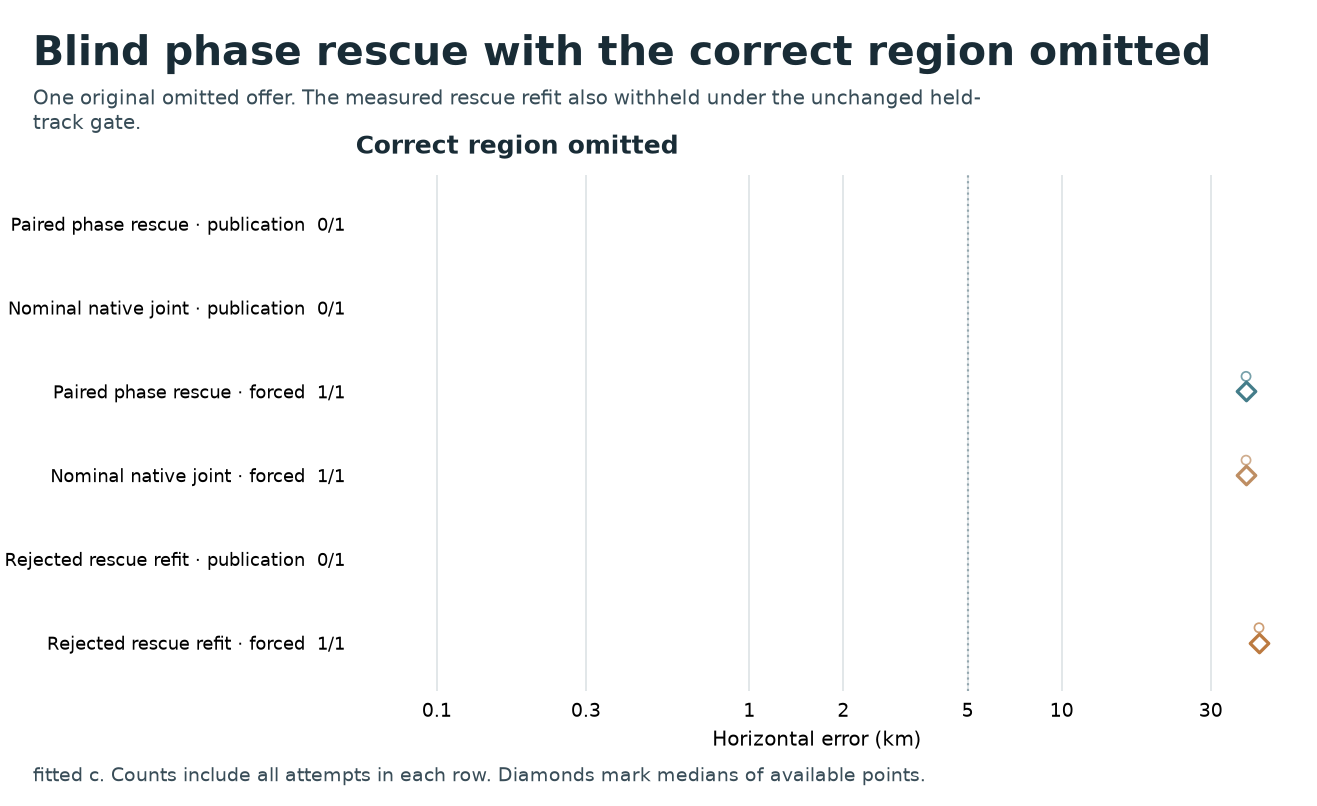 Blind phase rescue with the correct region omitted
One original omitted offer. The measured rescue refit also withheld under the unchanged held-
track gate.
Correct region omitted
Paired phase rescue · publication 0/1
Nominal native joint · publication 0/1
Paired phase rescue · forced 1/1
Nominal native joint · forced 1/1
Rejected rescue refit · publication 0/1
Rejected rescue refit · forced 1/1
0.1 0.3 1 2 5 10 30
Horizontal error (km)
fitted c. Counts include all attempts in each row. Diamonds mark medians of available points.